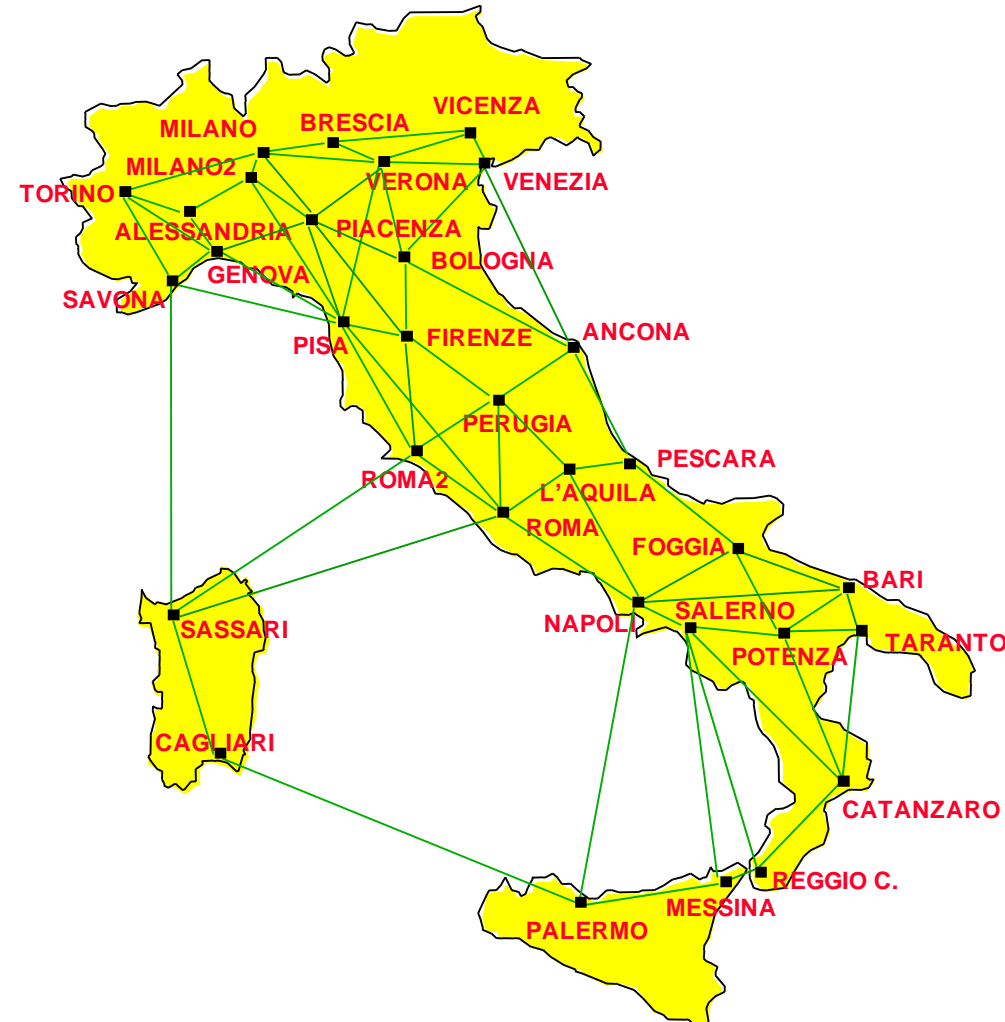 VICENZA
BRESCIA
MILANO
MILANO2
VERONA
VENEZIA
TORINO
ALESSANDRIA
PIACENZA
BOLOGNA
GENOVA
SAVONA
PISA
FIRENZE
ANCONA
PERUGIA
PESCARA
ROMA2
L'AQUILA
ROMA
FOGGIA
BARI
SASSARI
NAPOLI
SALERNO
POTENZA
TARANTO
CAGLIARI
CATANZARO
REGGIO C.
MESSINA
PALERMO